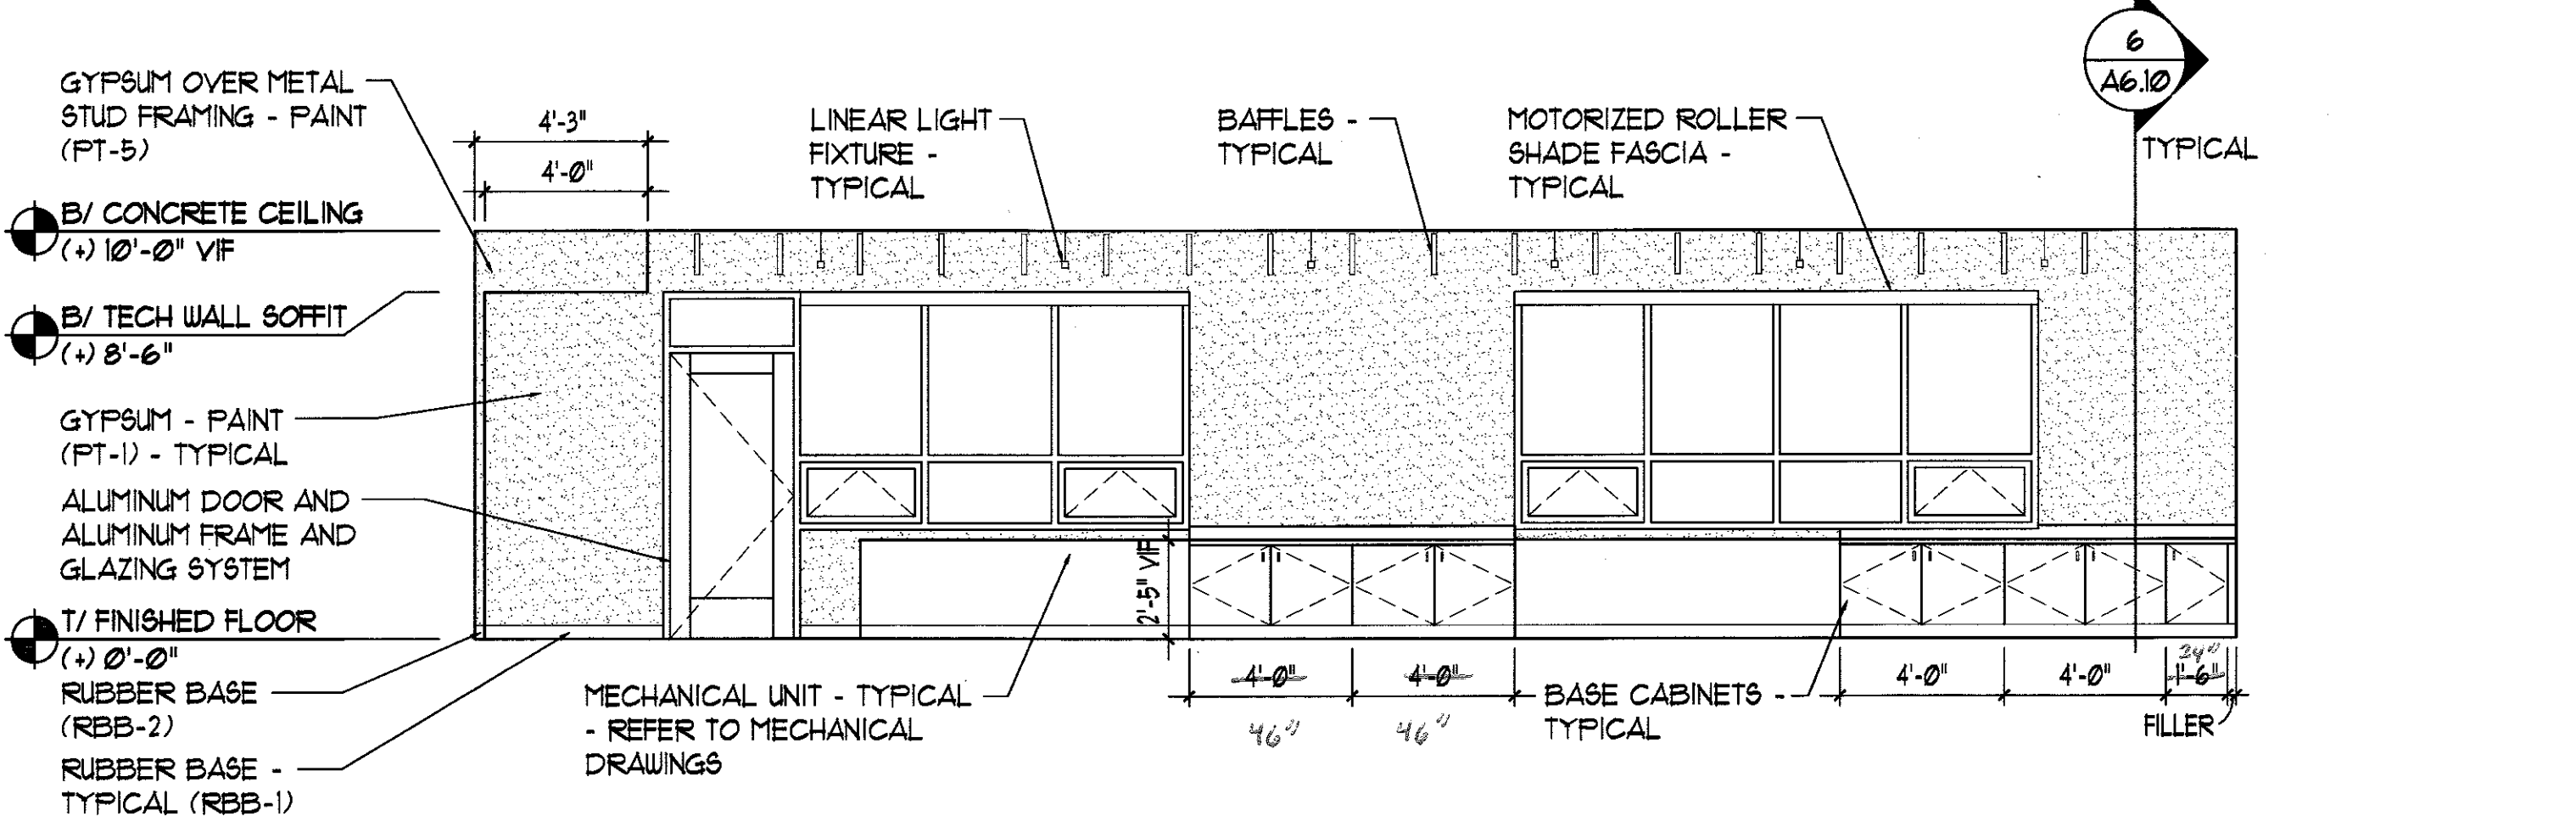 6
A6.10
TYPICAL
GYPSUM OVER METAL
STUD FRAMING - PAINT
(PT-5)
4'-3"
4'-0"
LINEAR LIGHT
FIXTURE -
TYPICAL
BAFFLES -
TYPICAL
MOTORIZED ROLLER
SHADE FASCIA -
TYPICAL
B/ CONCRETE CEILING
(+) 10'-0" VIF
B/ TECH WALL SOFFIT
(+) 8'-6"
GYPSUM - PAINT
(PT-1) - TYPICAL
ALUMINUM DOOR AND
ALUMINUM FRAME AND
GLAZING SYSTEM
T/ FINISHED FLOOR
(+) 0'-0"
RUBBER BASE
(RBB-2)
RUBBER BASE -
TYPICAL (RBB-1)
MECHANICAL UNIT - TYPICAL
- REFER TO MECHANICAL
DRAWINGS
2'-5" VIF
4'-0"
4'-0"
46"
46"
BASE CABINETS -
TYPICAL
4'-0"
4'-0"
24"
1'-6"
FILLER